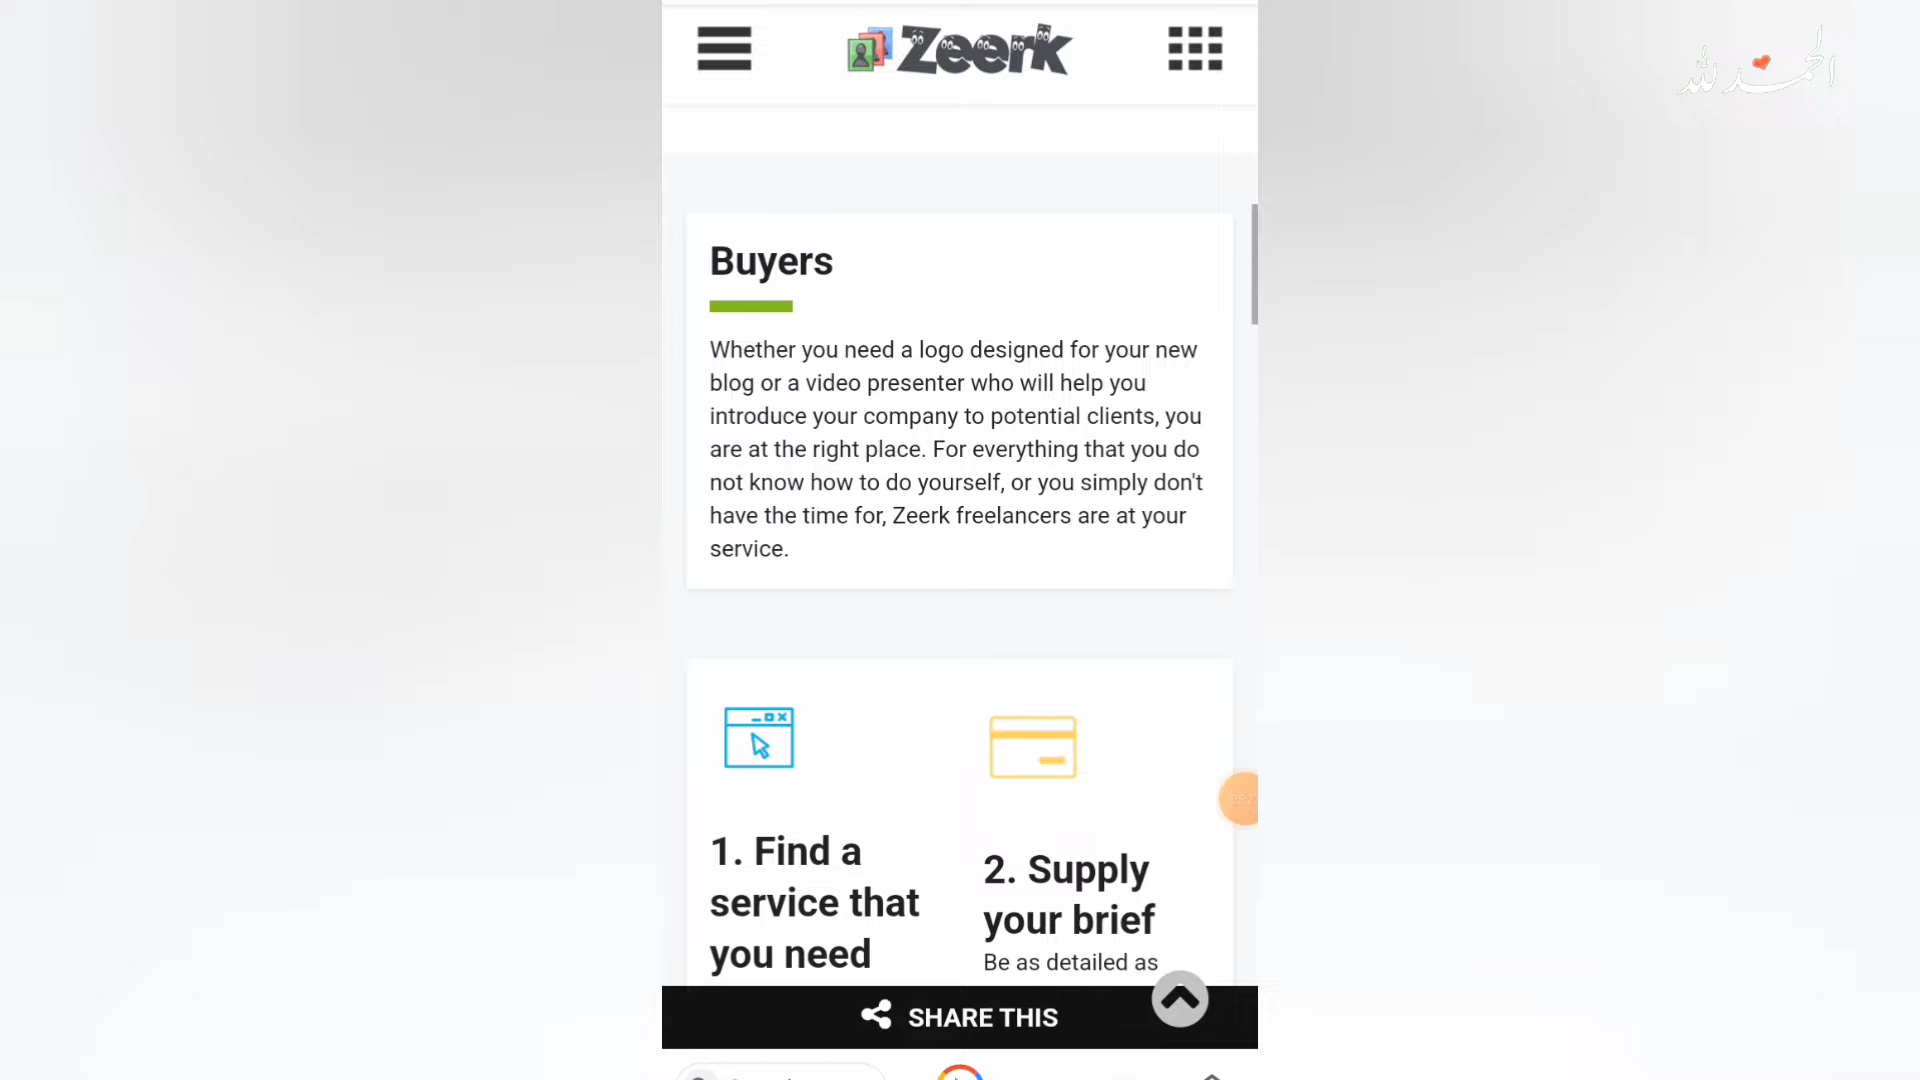 Zeerk
الحمد لله
Buyers
Whether you need a logo designed for your new
blog or a video presenter who will help you
introduce your company to potential clients, you
are at the right place. For everything that you do
not know how to do yourself, or you simply don't
have the time for, Zeerk freelancers are at your
service.
1. Find a
service that
you need
2. Supply
your brief
Be as detailed as
SHARE THIS